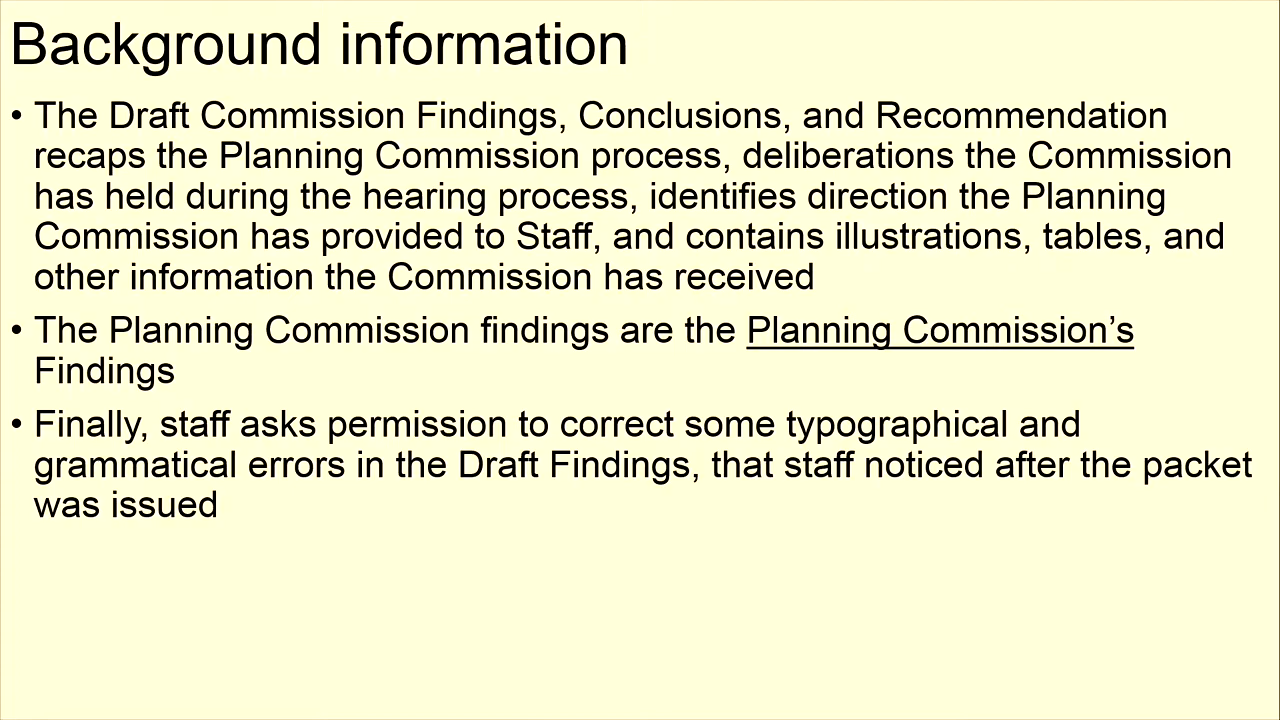 Background information
• The Draft Commission Findings, Conclusions, and Recommendation
recaps the Planning Commission process, deliberations the Commission
has held during the hearing process, identifies direction the Planning
Commission has provided to Staff, and contains illustrations, tables, and
other information the Commission has received
• The Planning Commission findings are the Planning Commission’s
Findings
• Finally, staff asks permission to correct some typographical and
grammatical errors in the Draft Findings, that staff noticed after the packet
was issued